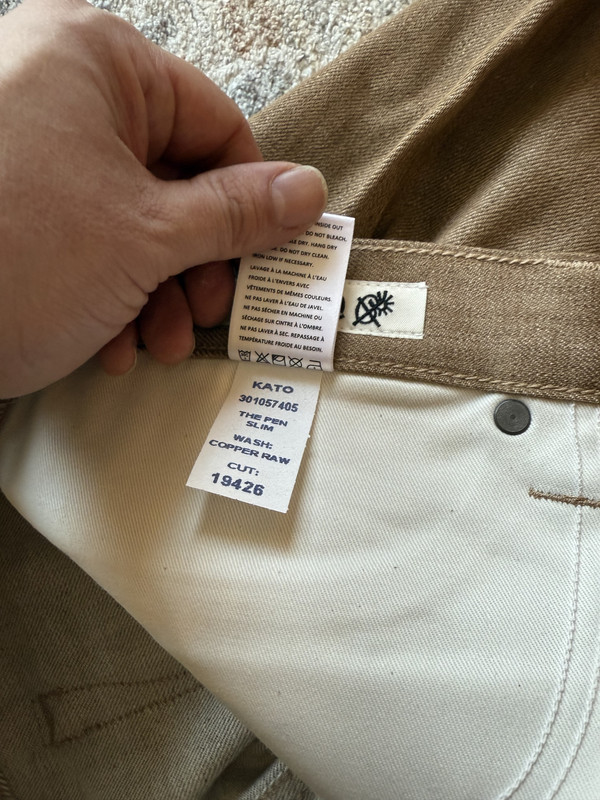 INSIDE OUT
DO NOT BLEACH.
DRY. HANG DRY
DO NOT DRY CLEAN.
IRON LOW IF NECESSARY.
LAVAGE À LA MACHINE À L'EAU
FROIDE À L'ENVERS AVEC
VÊTEMENTS DE MÊMES COULEURS.
NE PAS LAVER À L'EAU DE JAVEL.
NE PAS SÉCHER EN MACHINE OU
SÉCHAGE SUR CINTRE À L'OMBRE.
NE PAS LAVER À SEC. REPASSAGE À
TEMPÉRATURE FROIDE AU BESOIN.
KATO
301057405
THE PEN
SLIM
WASH:
COPPER RAW
CUT:
19426